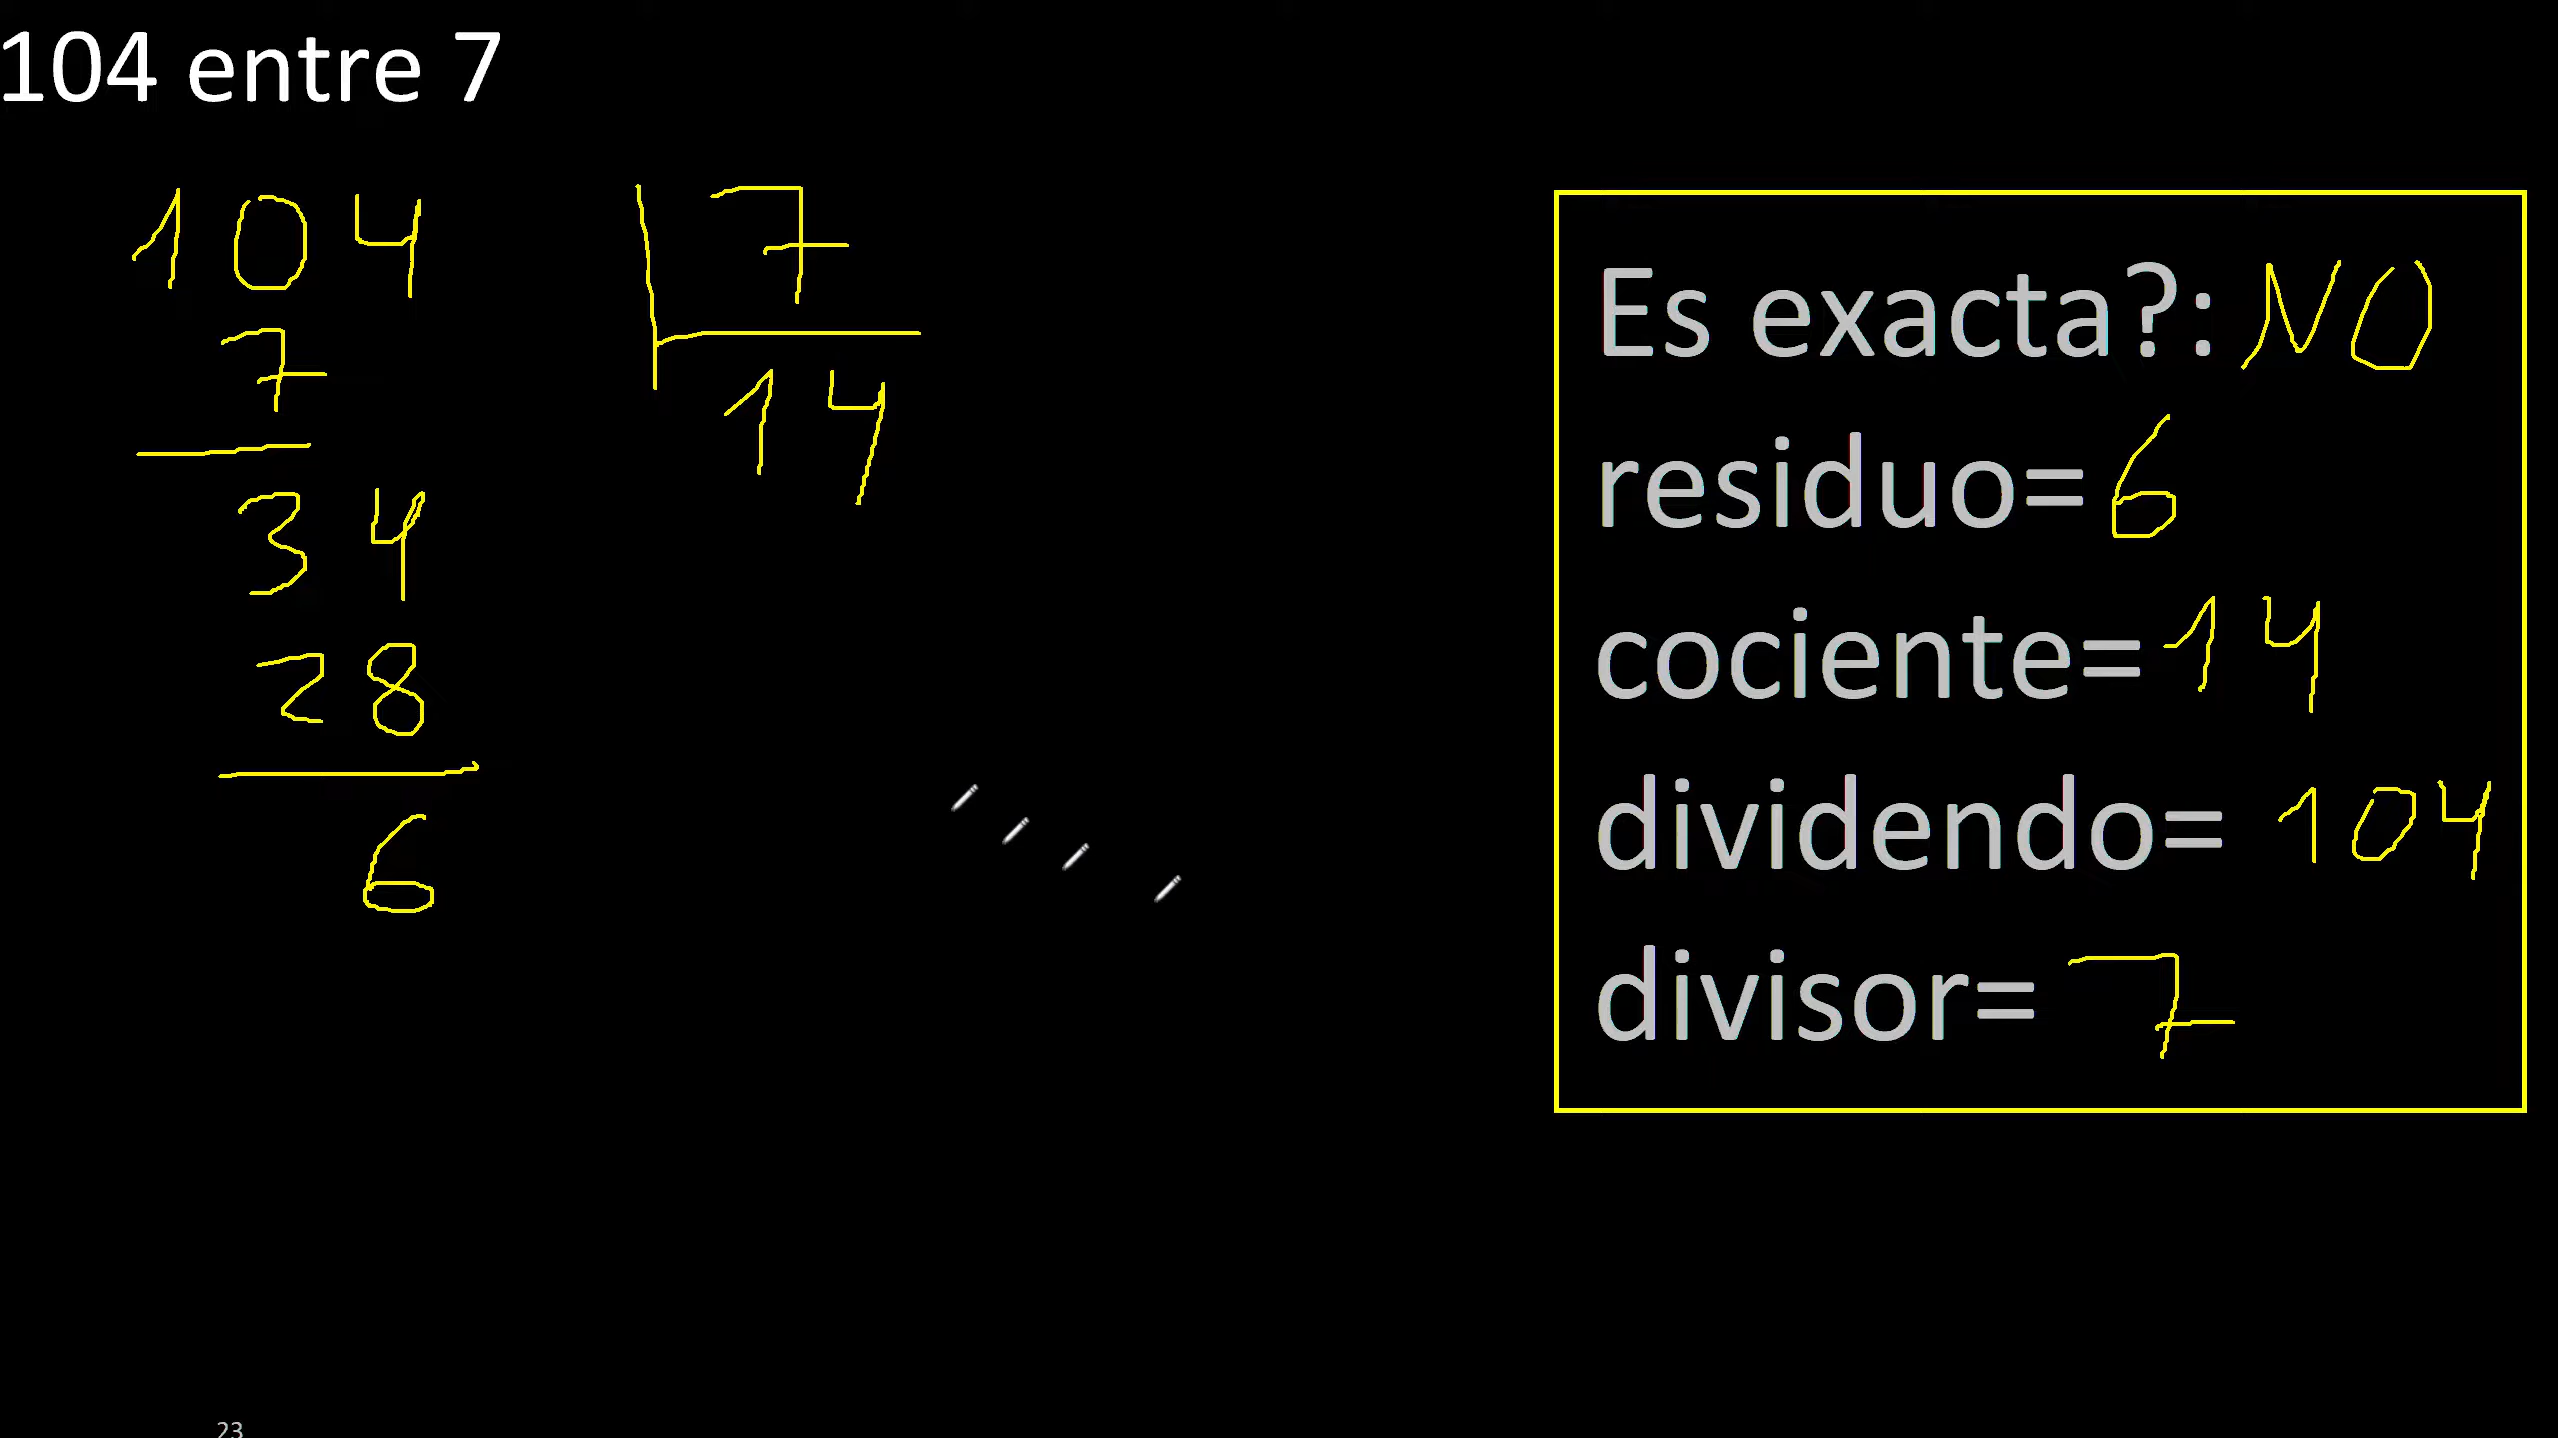 104 entre 7
104 7
7 14
34
28
6
Es exacta?: NO
residuo=6
cociente=14
dividendo= 104
divisor= 7
23